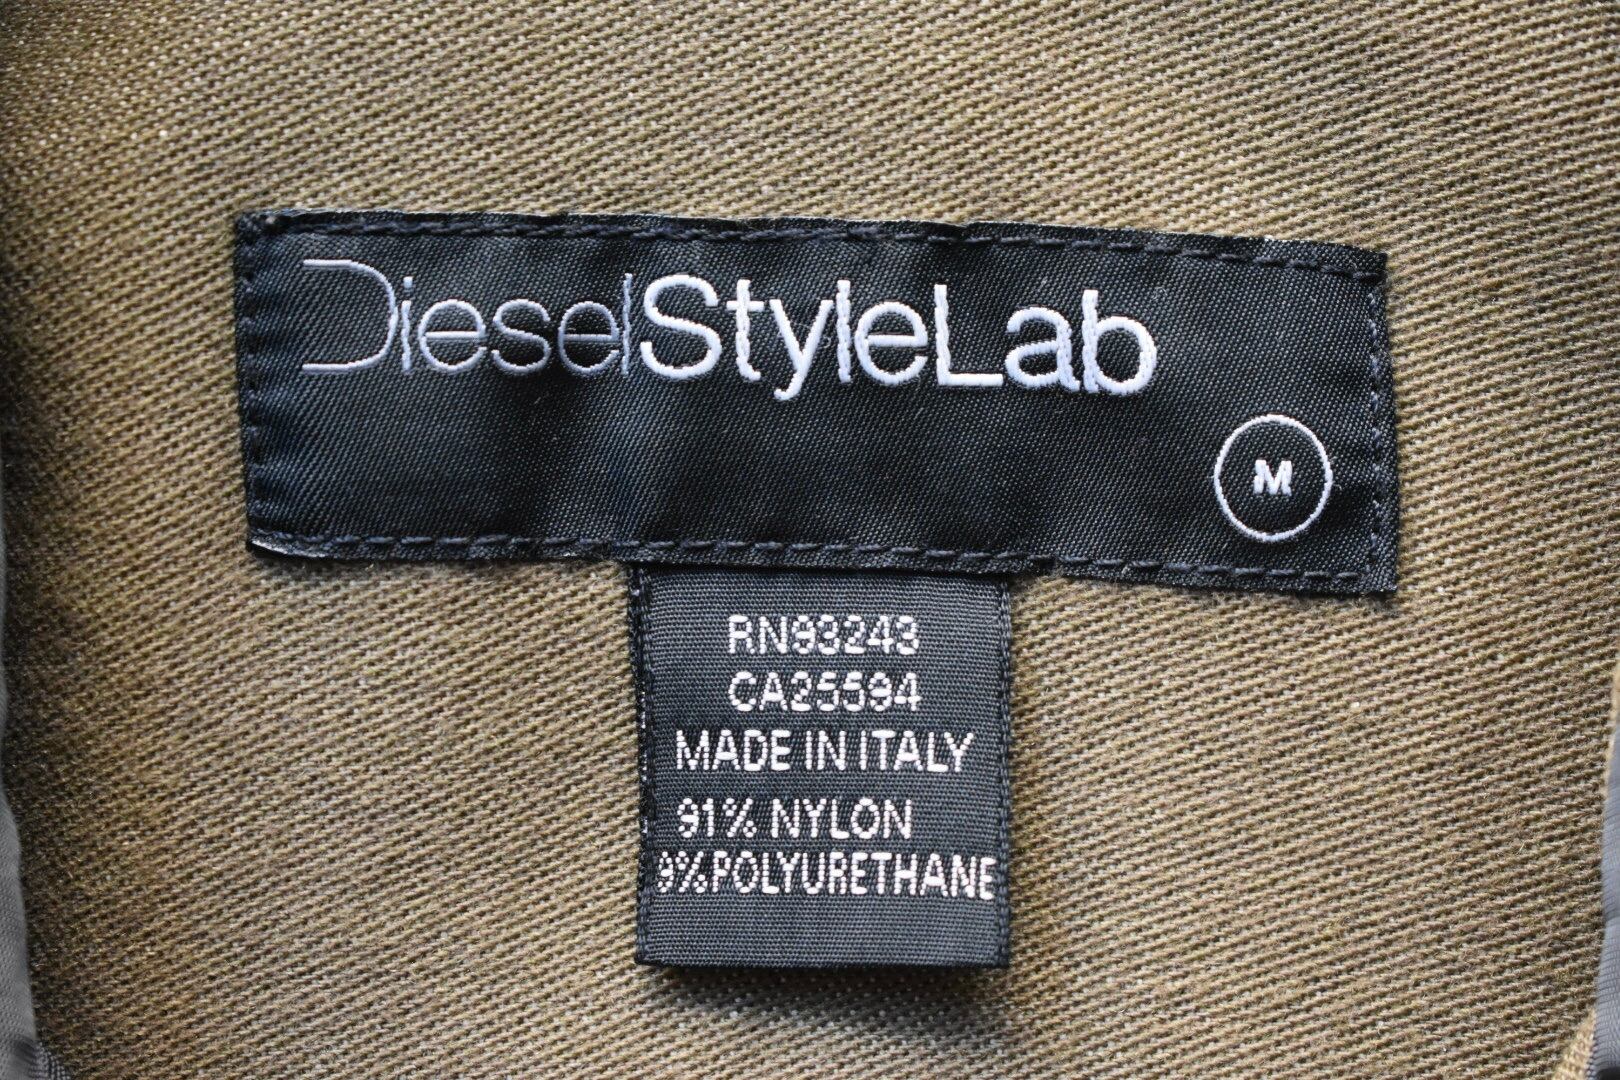 DieselStyleLab
M
RN93243
CA25594
MADE IN ITALY
91% NYLON
9% POLYURETHANE